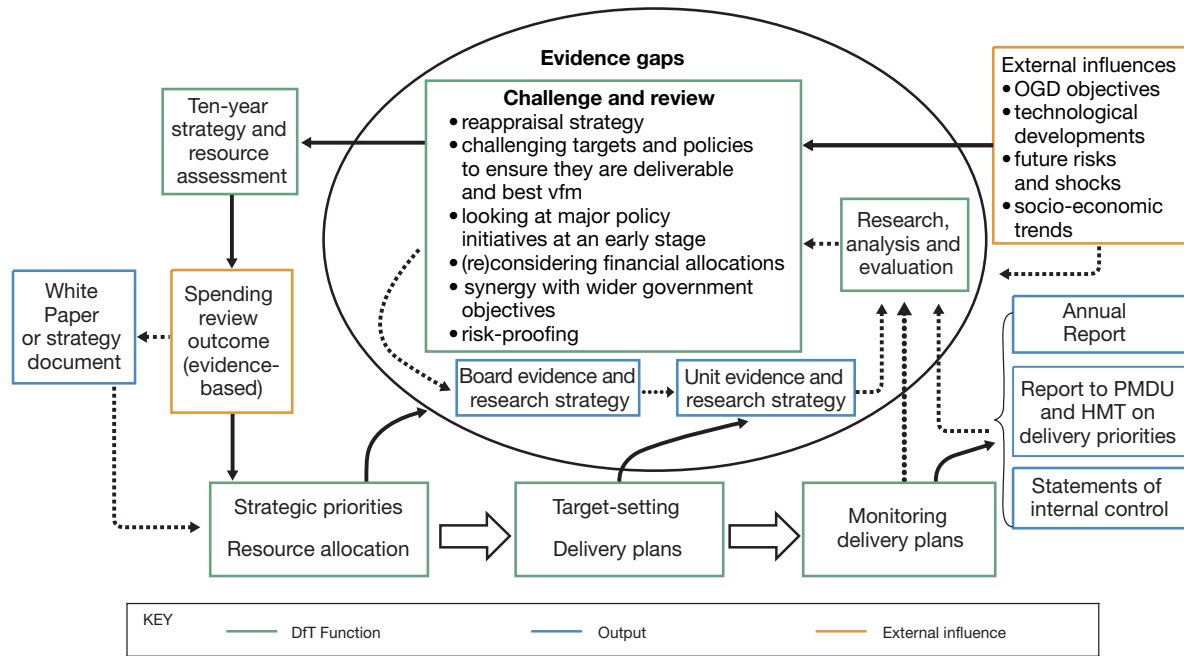 Evidence gaps
Challenge and review
• reappraisal strategy
• challenging targets and policies
to ensure they are deliverable
and best vfm
• looking at major policy
initiatives at an early stage
• (re)considering financial allocations
• synergy with wider government
objectives
• risk-proofing
External influences
• OGD objectives
• technological
developments
• future risks
and shocks
• socio-economic
trends
Ten-year
strategy and
resource
assessment
Research,
analysis and
evaluation
White
Paper
or strategy
document
Spending
review
outcome
(evidence-
based)
Board evidence and
research strategy
Unit evidence and
research strategy
Annual
Report
Report to PMDU
and HMT on
delivery priorities
Statements of
internal control
Strategic priorities
Resource allocation
Target-setting
Delivery plans
Monitoring
delivery plans
KEY
DfT Function
Output
External influence